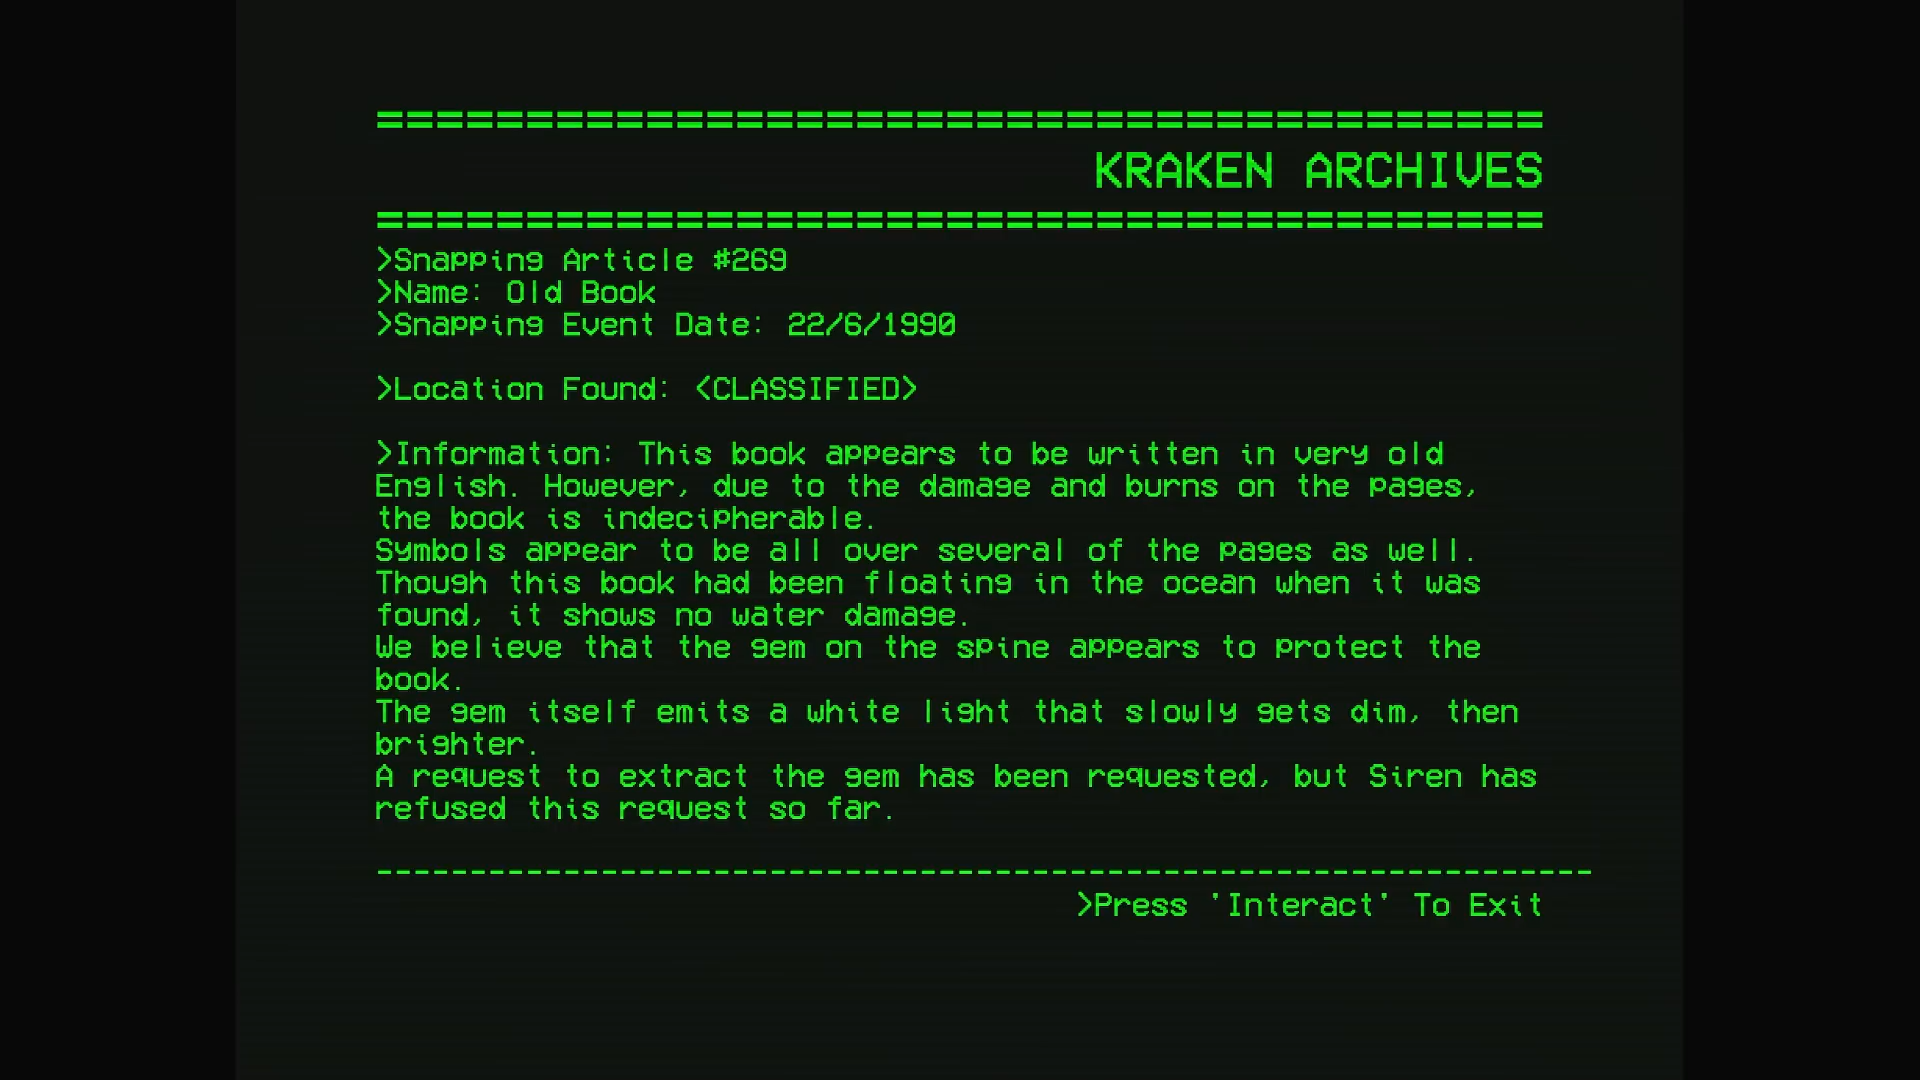 =======================================
KRAKEN ARCHIVES
=======================================
>Snapping Article #269
>Name: Old Book
>Snapping Event Date: 22/6/1990
>Location Found: <CLASSIFIED>
>Information: This book appears to be written in very old
English. However, due to the damage and burns on the pages,
the book is indecipherable.
Symbols appear to be all over several of the pages as well.
Though this book had been floating in the ocean when it was
found, it shows no water damage.
We believe that the gem on the spine appears to protect the
book.
The gem itself emits a white light that slowly gets dim, then
brighter.
A request to extract the gem has been requested, but Siren has
refused this request so far.
-----------------------------------------------------------------
>Press 'Interact' To Exit